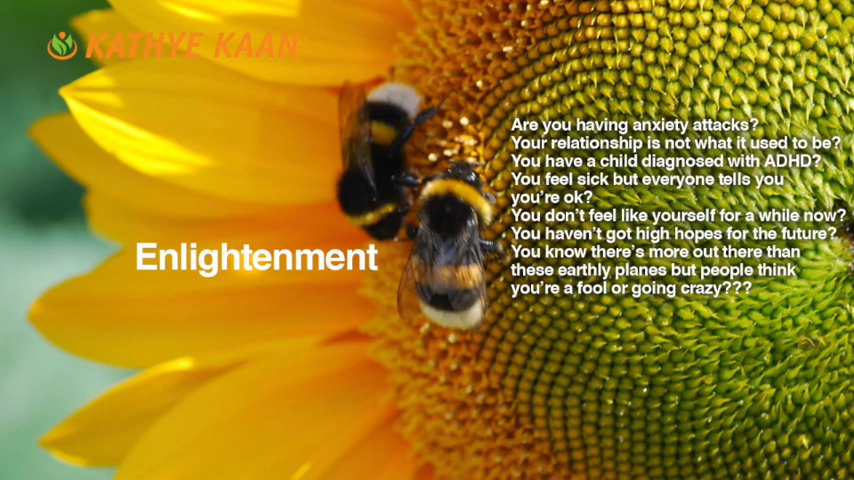 KATHYE KAAN
Enlightenment
Are you having anxiety attacks?
Your relationship is not what it used to be?
You have a child diagnosed with ADHD?
You feel sick but everyone tells you
you're ok?
You don't feel like yourself for a while now?
You haven't got high hopes for the future?
You know there's more out there than
these earthly planes but people think
you're a fool or going crazy???